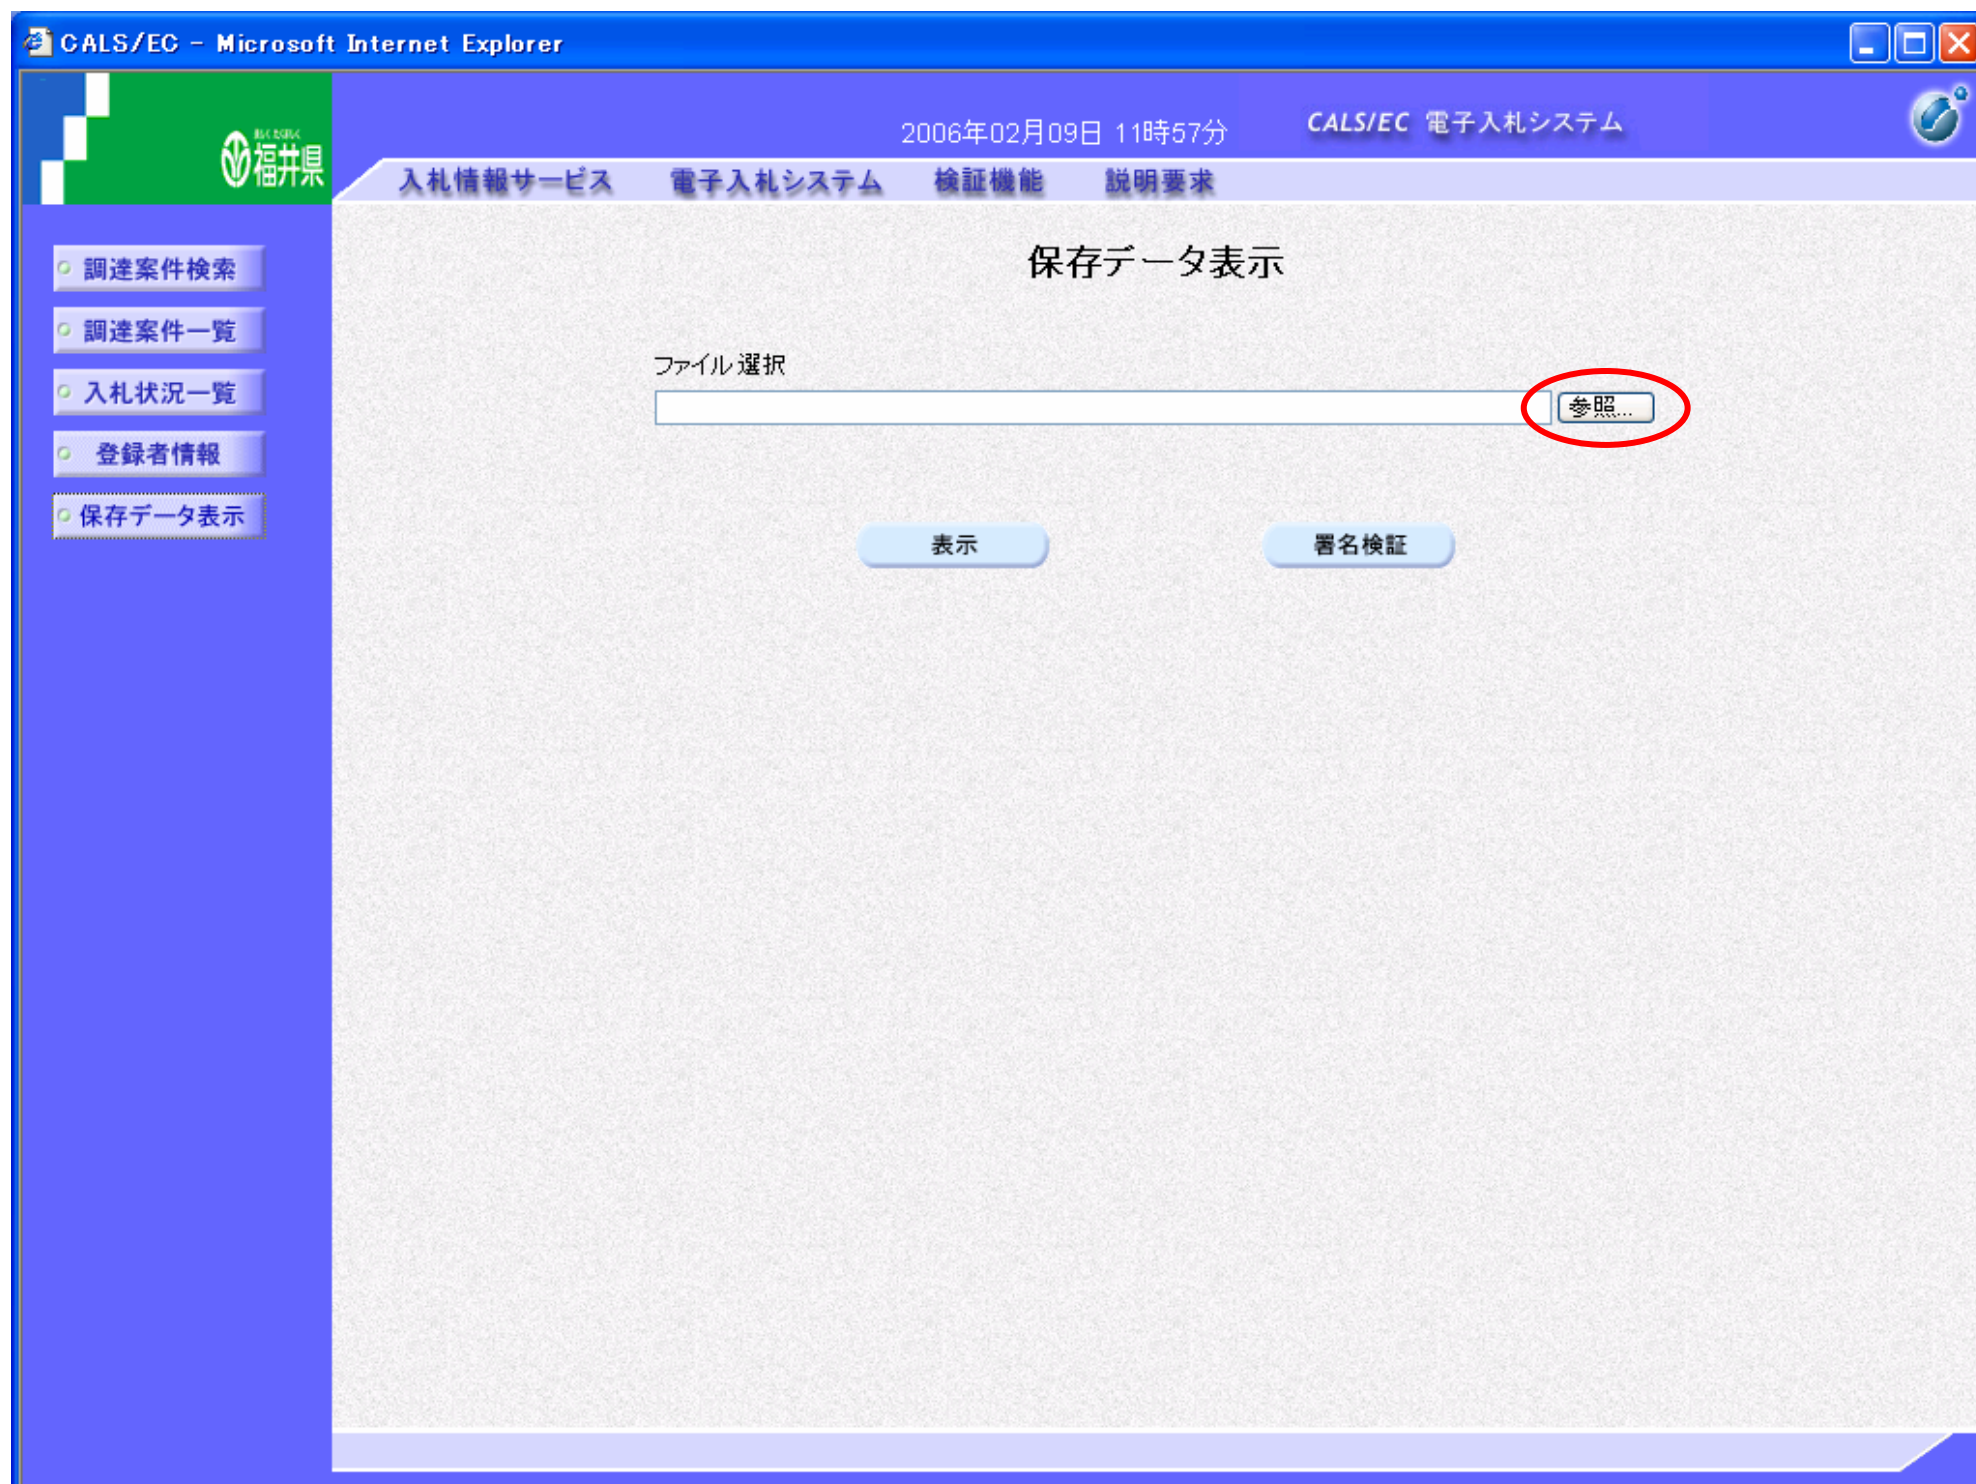 CALS/EC - Microsoft Internet Explorer
2006年02月09日 11時57分
CALS/EC 電子入札システム
福井県
入札情報サービス
電子入札システム
検証機能
説明要求
調達案件検索
調達案件一覧
入札状況一覧
登録者情報
保存データ表示
保存データ表示
ファイル選択
参照...
表示
署名検証